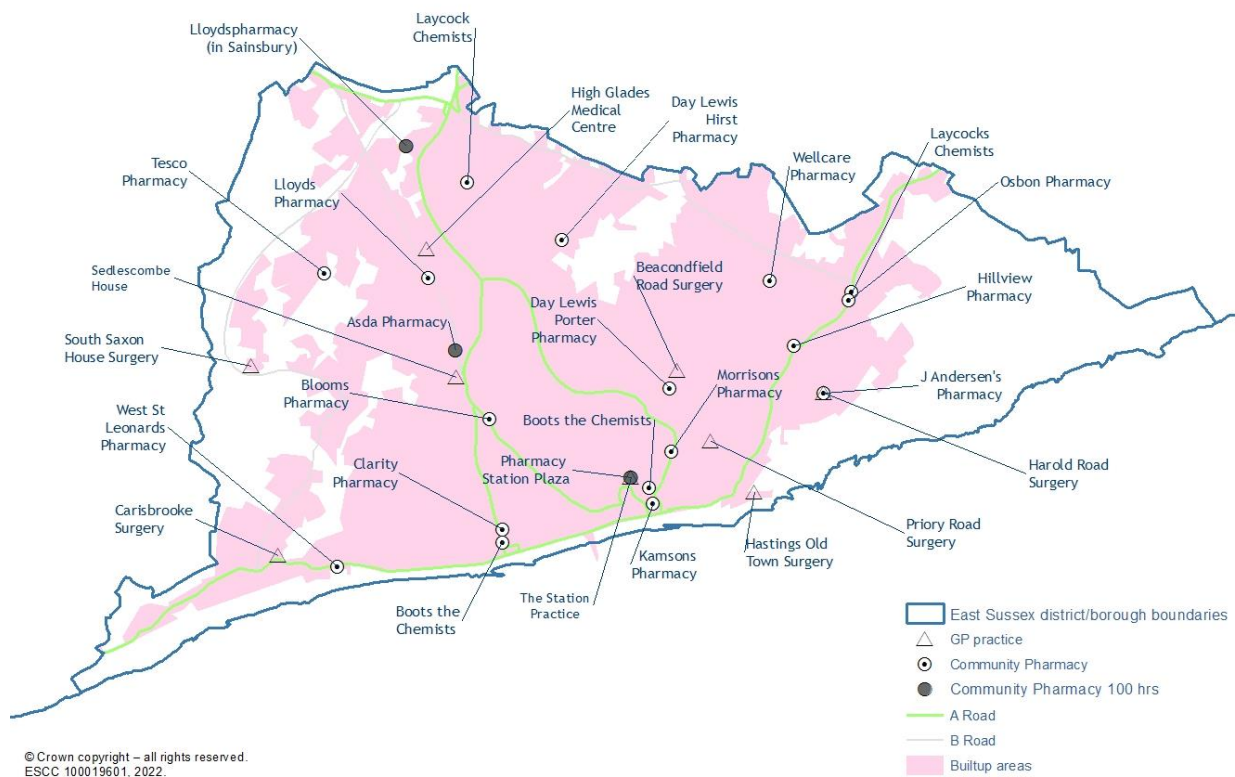 Lloydspharmacy
(in Sainsbury)
Laycock
Chemists
High Glades
Medical
Centre
Day Lewis
Hirst
Pharmacy
Laycocks
Chemists
Wellcare
Pharmacy
Osbon Pharmacy
Tesco
Pharmacy
Lloyds
Pharmacy
Sedlescombe
House
Beacondfield
Road Surgery
Hillview
Pharmacy
Day Lewis
Porter
Pharmacy
Asda Pharmacy
South Saxon
House Surgery
Blooms
Pharmacy
Morrisons
Pharmacy
J Andersen's
Pharmacy
West St
Leonards
Pharmacy
Boots the Chemists
Clarity
Pharmacy
Pharmacy
Station Plaza
Harold Road
Surgery
Carisbrooke
Surgery
Priory Road
Surgery
Hastings Old
Town Surgery
Kamsons
Pharmacy
The Station
Practice
Boots the
Chemists
East Sussex district/borough boundaries
GP practice
Community Pharmacy
Community Pharmacy 100 hrs
A Road
B Road
Builtup areas
© Crown copyright – all rights reserved.
ESCC 100019601, 2022.